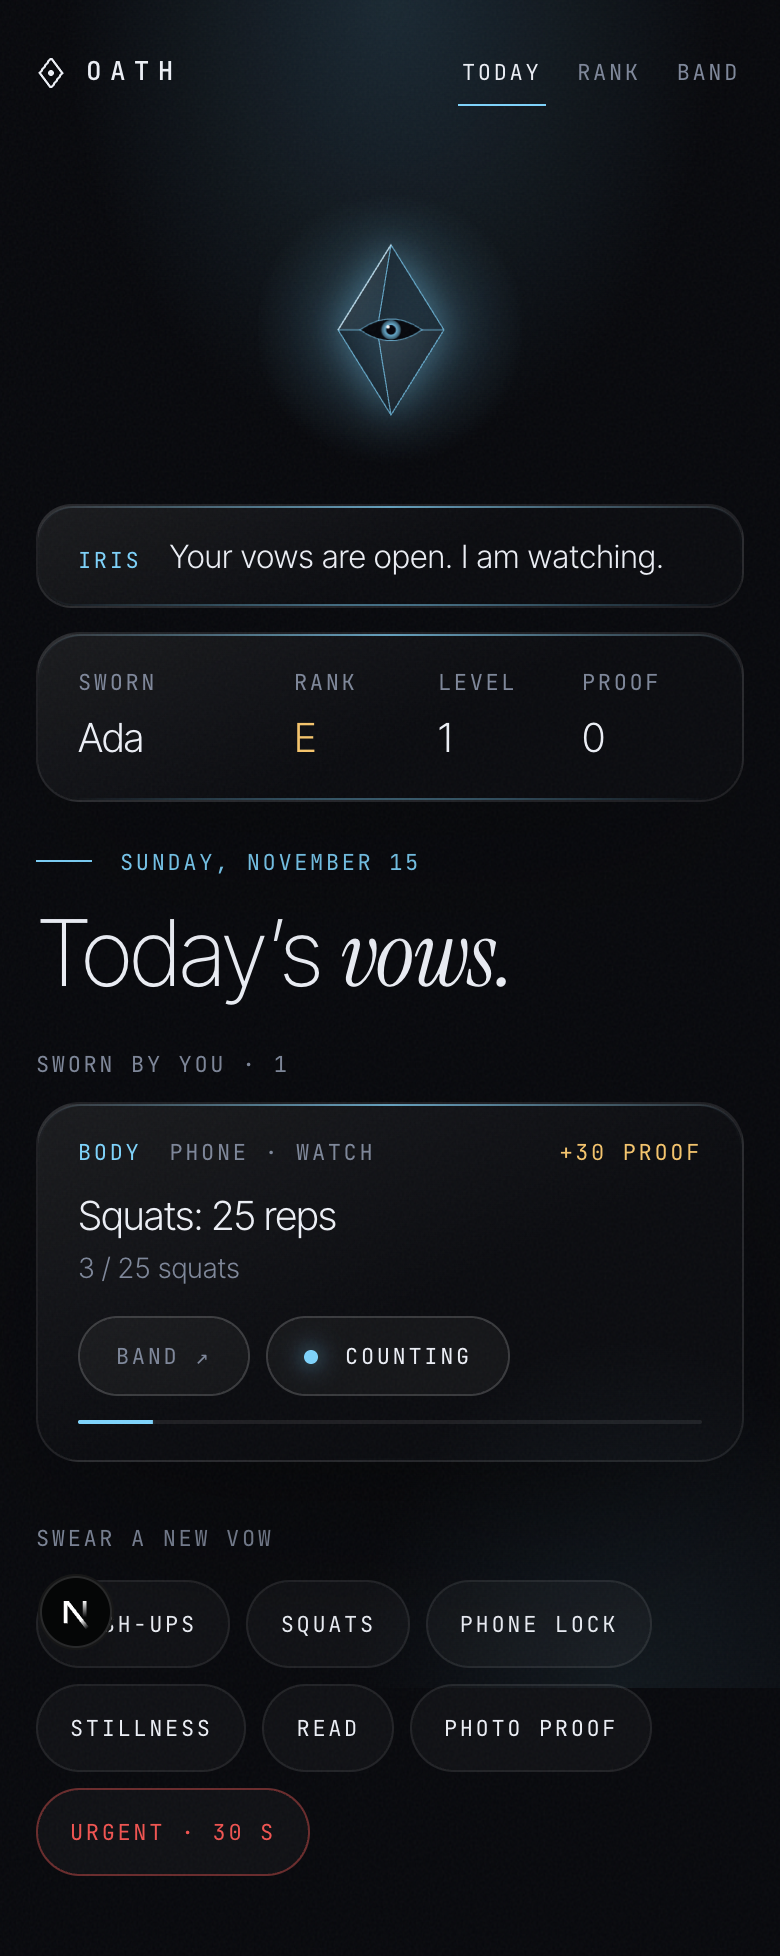 OATH
TODAY RANK BAND
IRIS Your vows are open. I am watching.
SWORN RANK LEVEL PROOF
Ada E 1 0
SUNDAY, NOVEMBER 15
Today's vows.
SWORN BY YOU · 1
BODY PHONE · WATCH +30 PROOF
Squats: 25 reps
3 / 25 squats
BAND ↗ COUNTING
SWEAR A NEW VOW
N SQUATS PHONE LOCK
STILLNESS READ PHOTO PROOF
URGENT · 30 S